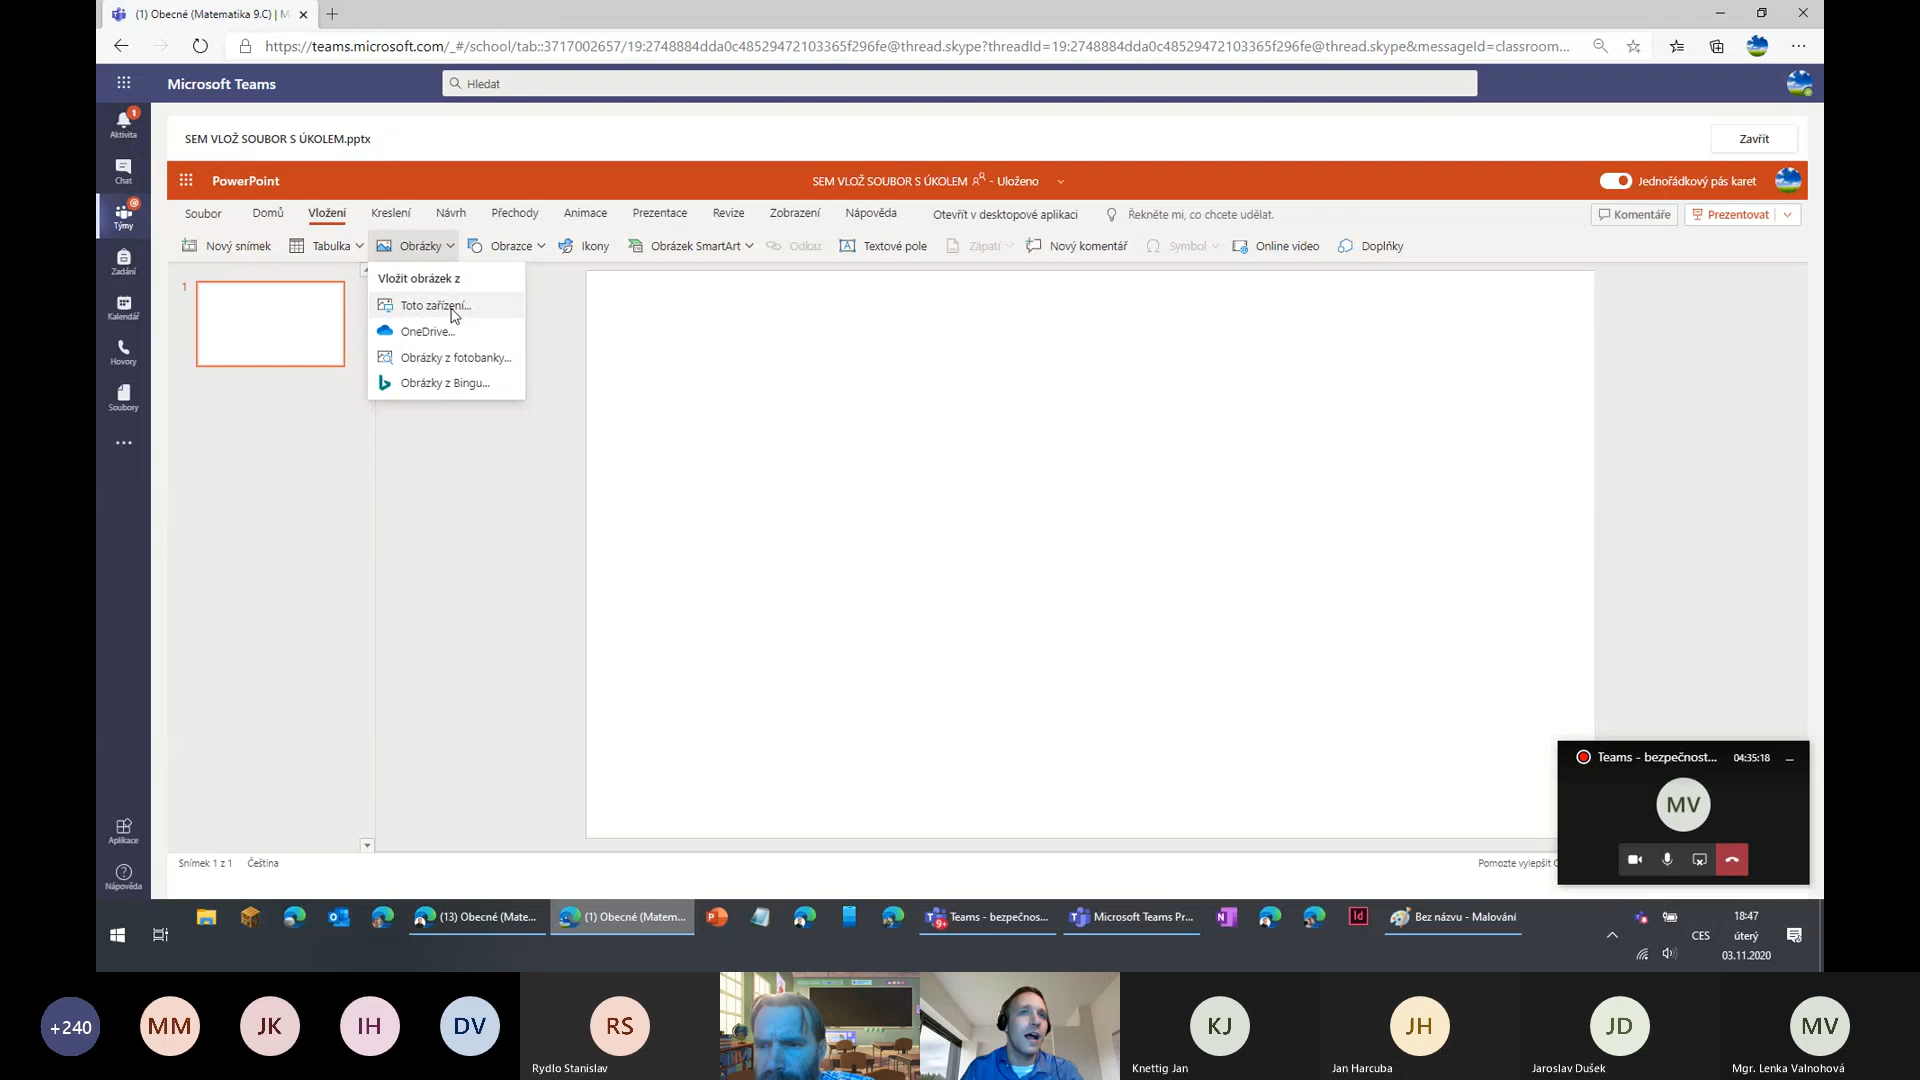 (1) Obecné (Matematika 9.C) | M
https://teams.microsoft.com/_#/school/tab::3717002657/19:2748884dda0c48529472103365f296fe@thread.skype?threadId=19:2748884dda0c48529472103365f296fe@thread.skype&messageId=classroom...
Microsoft Teams
Hledat
1
Aktivita
Chat
Týmy
Zadání
Kalendář
Hovory
Soubory
Aplikace
Nápověda
SEM VLOŽ SOUBOR S ÚKOLEM.pptx
Zavřít
PowerPoint
SEM VLOŽ SOUBOR S ÚKOLEM - Uloženo
Jednořádkový pás karet
Soubor Domů Vložení Kreslení Návrh Přechody Animace Prezentace Revize Zobrazení Nápověda Otevřít v desktopové aplikaci Řekněte mi, co chcete udělat. Komentáře Prezentovat
Nový snímek Tabulka Obrázky Obrazce Ikony Obrázek SmartArt Odkaz Textové pole Zápatí Nový komentář Symbol Online video Doplňky
Vložit obrázek z
Toto zařízení...
OneDrive...
Obrázky z fotobanky...
Obrázky z Bingu...
1
Snímek 1 z 1 Čeština
Pomozte vylepšit
Teams - bezpečnost... 04:35:18
MV
(13) Obecné (Mate...
(1) Obecné (Matem...
9+
Teams - bezpečnos...
Microsoft Teams Pr...
Id
Bez názvu - Malování
CES
18:47
úterý
03.11.2020
+240
MM
JK
IH
DV
RS
KJ
JH
JD
MV
Rydlo Stanislav
Knettig Jan
Jan Harcuba
Jaroslav Dušek
Mgr. Lenka Valnohová